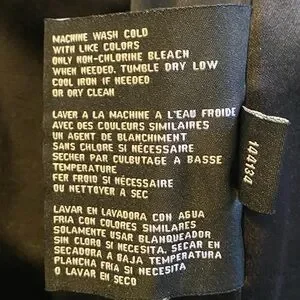 MACHINE WASH COLD
WITH LIKE COLORS
ONLY NON-CHLORINE BLEACH
WHEN NEEDED. TUMBLE DRY LOW
COOL IRON IF NEEDED
OR DRY CLEAN
LAVER A LA MACHINE A L'EAU FROIDE
AVEC DES COULEURS SIMILAIRES
UN AGENT DE BLANCHIMENT
SANS CHLORE SI NÉCESSAIRE
SECHER PAR CULBUTAGE A BASSE
TEMPERATURE
FER FROID SI NÉCESSAIRE
OU NETTOYER A SEC
LAVAR EN LAVADORA CON AGUA
FRIA CON COLORES SIMILARES
SOLAMENTE USAR BLANQUEADOR
SIN CLORO SI NECESITA. SECAR EN
SECADORA A BAJA TEMPERATURA
PLANCHA FRIA SI NECESITA
O LAVAR EN SECO
144134